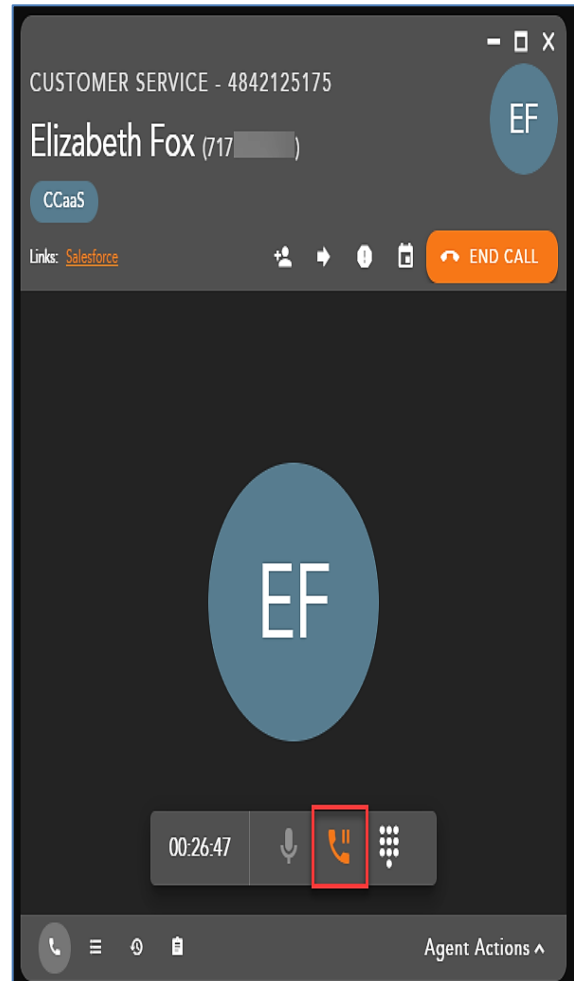 CUSTOMER SERVICE - 4842125175
EF
Elizabeth Fox (717 )
CCaaS
Links: Salesforce
END CALL
EF
00:26:47
Agent Actions